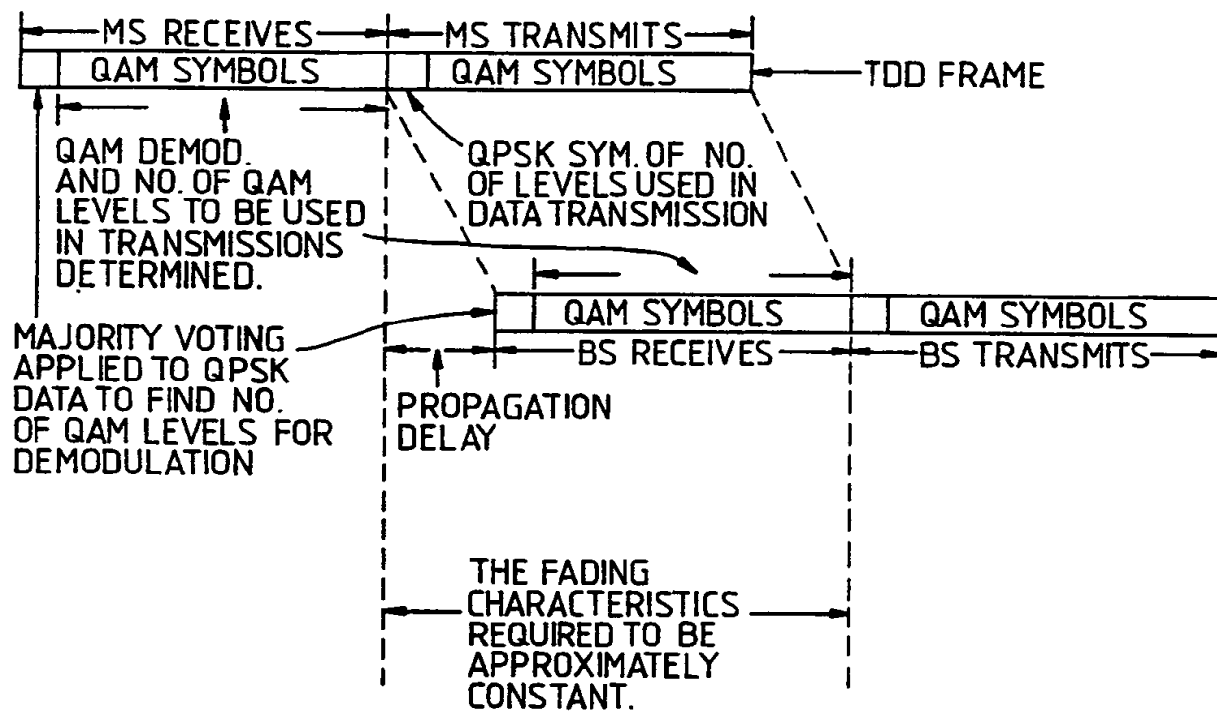 MS RECEIVES
MS TRANSMITS
QAM SYMBOLS
QAM SYMBOLS
TDD FRAME
QAM DEMOD.
AND NO. OF QAM
LEVELS TO BE USED
IN TRANSMISSIONS
DETERMINED.
QPSK SYM. OF NO.
OF LEVELS USED IN
DATA TRANSMISSION
QAM SYMBOLS
QAM SYMBOLS
BS RECEIVES
BS TRANSMITS
MAJORITY VOTING
APPLIED TO QPSK
DATA TO FIND NO.
OF QAM LEVELS FOR
DEMODULATION
PROPAGATION
DELAY
THE FADING
CHARACTERISTICS
REQUIRED TO BE
APPROXIMATELY
CONSTANT.